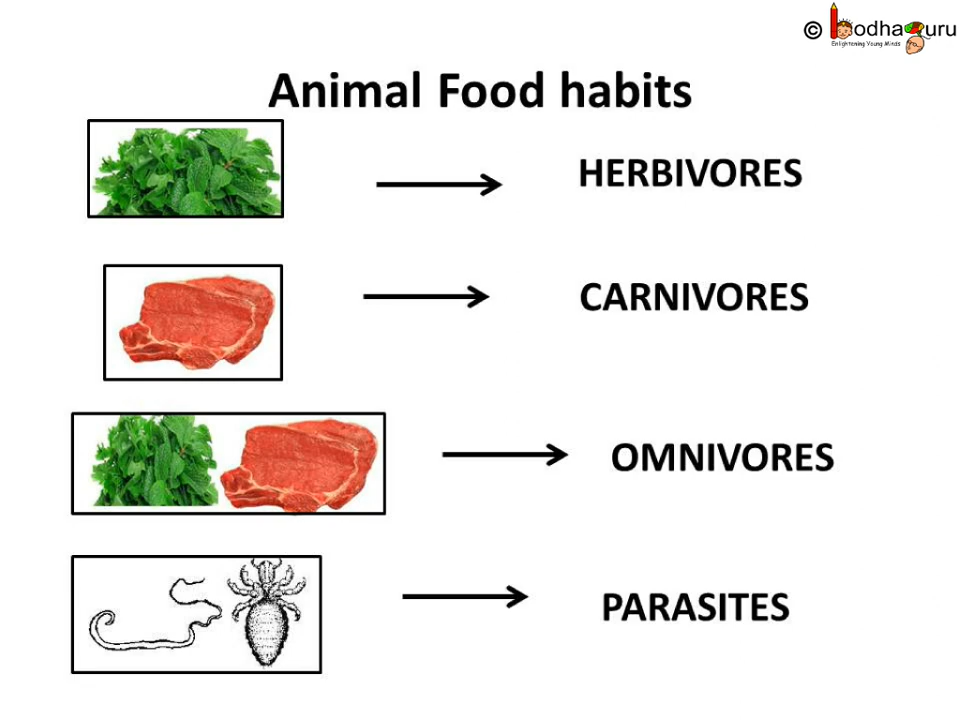 © bodhaguru
Enlightening Young Minds
Animal Food habits
HERBIVORES
CARNIVORES
OMNIVORES
PARASITES